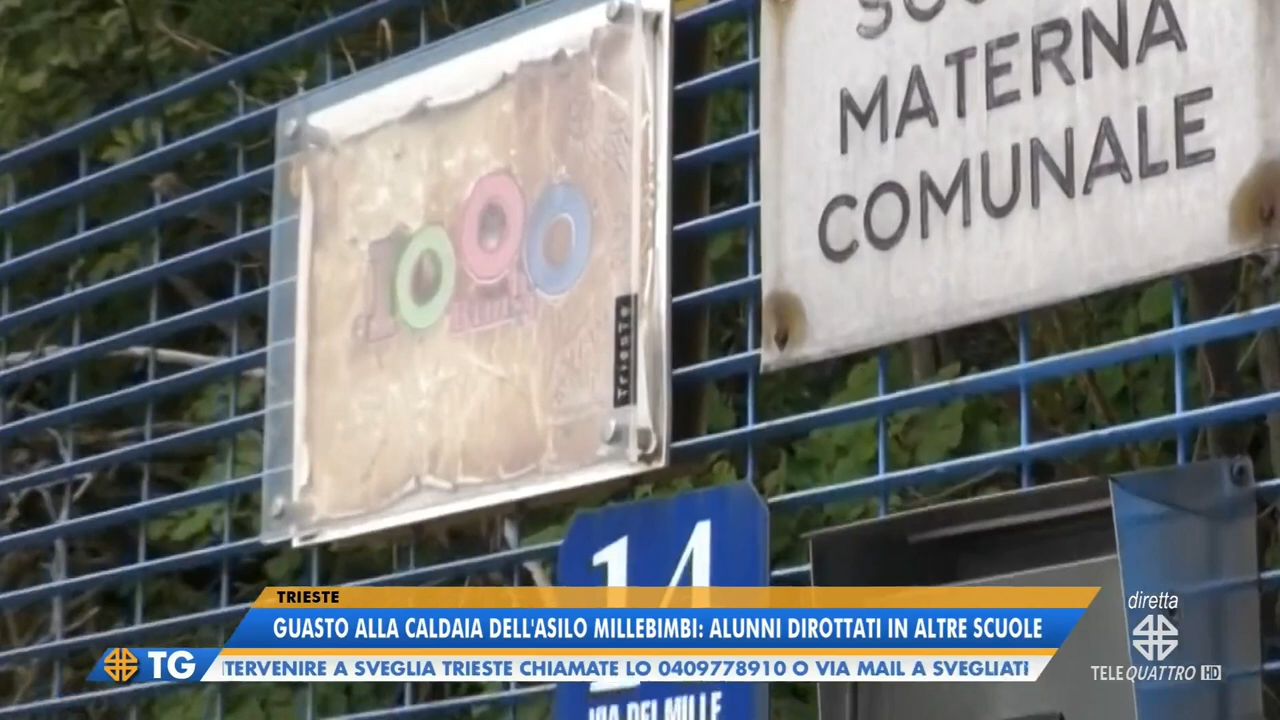 MATERNA
COMUNALE
1000
Trieste
14
VIA DEI MILLE
TRIESTE
GUASTO ALLA CALDAIA DELL'ASILO MILLEBIMBI: ALUNNI DIROTTATI IN ALTRE SCUOLE
TG
TERVENIRE A SVEGLIA TRIESTE CHIAMATE LO 0409778910 O VIA MAIL A SVEGLIATI
diretta
TELEQUATTRO HD